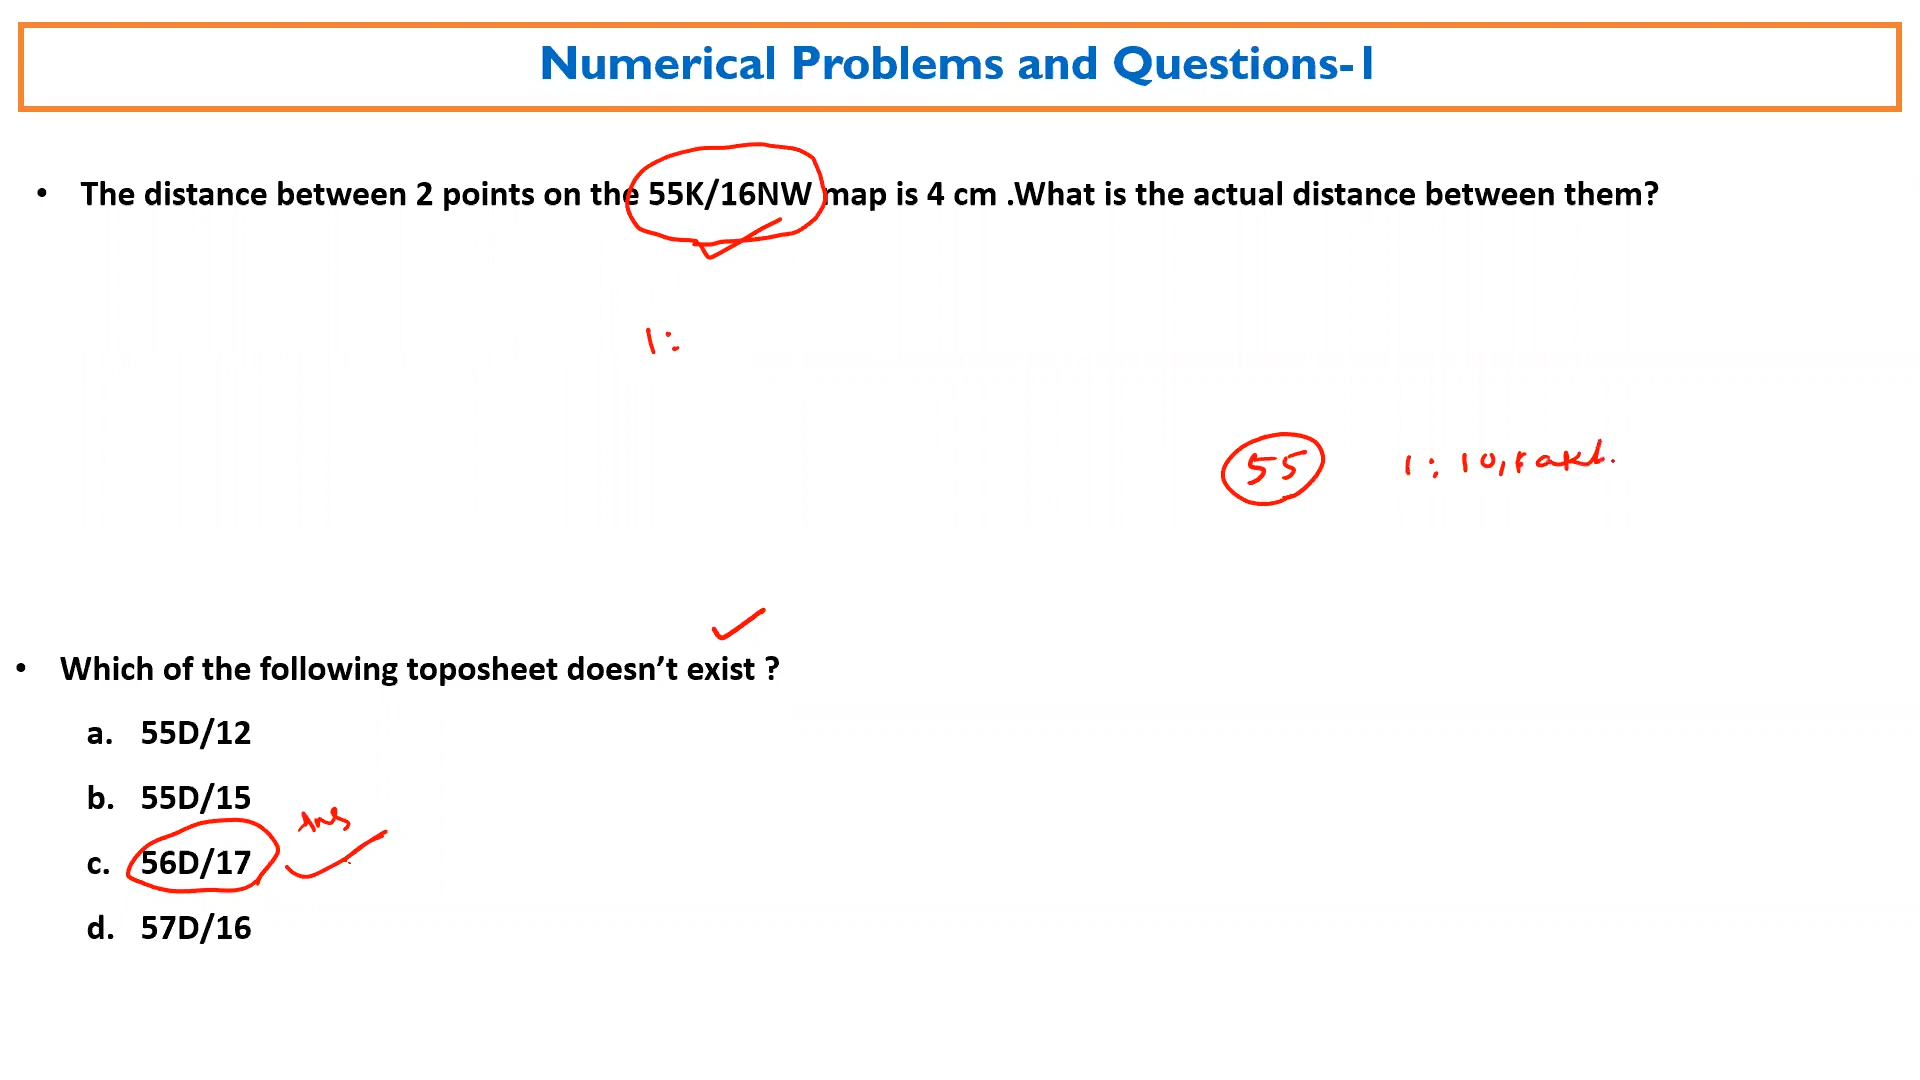 Numerical Problems and Questions-1
• The distance between 2 points on the 55K/16NW map is 4 cm .What is the actual distance between them?
1:
55 1:10,
• Which of the following toposheet doesn’t exist ?
a. 55D/12
b. 55D/15
Ans
c. 56D/17
d. 57D/16